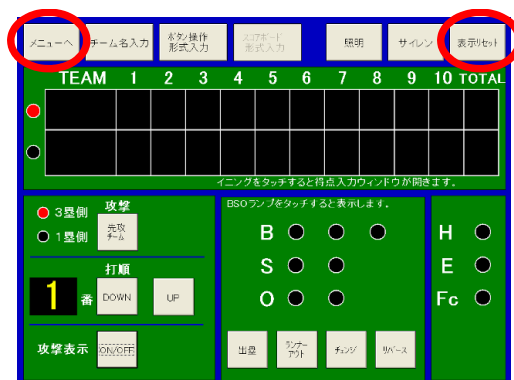 メニューへ チーム名入力 ボタン操作 形式入力 スコアボード 形式入力 照明 サイレン 表示リセット
TEAM 1 2 3 4 5 6 7 8 9 10 TOTAL
イニングをタッチすると得点入力ウィンドウが開きます。
3塁側
1塁側
攻撃
先攻
チーム
打順
1 番 DOWN UP
攻撃表示 ON/OFF
BSOランプをタッチすると表示します。
B
S
O
出塁 ランナー アウト チェンジ リバース
H
E
Fc